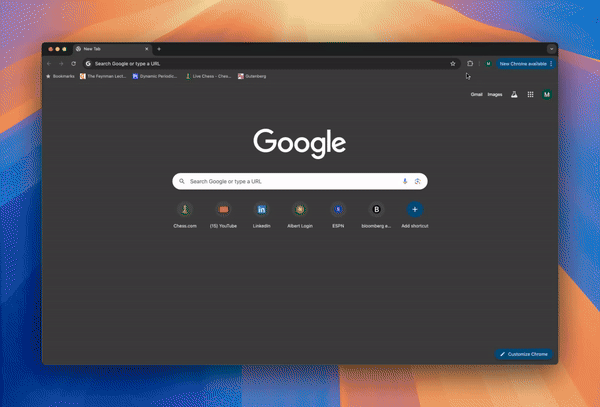 New Tab
Search Google or type a URL
M
New Chrome available
Bookmarks
The Feynman Lect...
Dynamic Periodic...
Live Chess - Ches...
Gutenberg
Gmail
Images
M
Google
Search Google or type a URL
Chess.com
(15) YouTube
LinkedIn
Albert Login
ESPN
bloomberg a...
Add shortcut
Customize Chrome